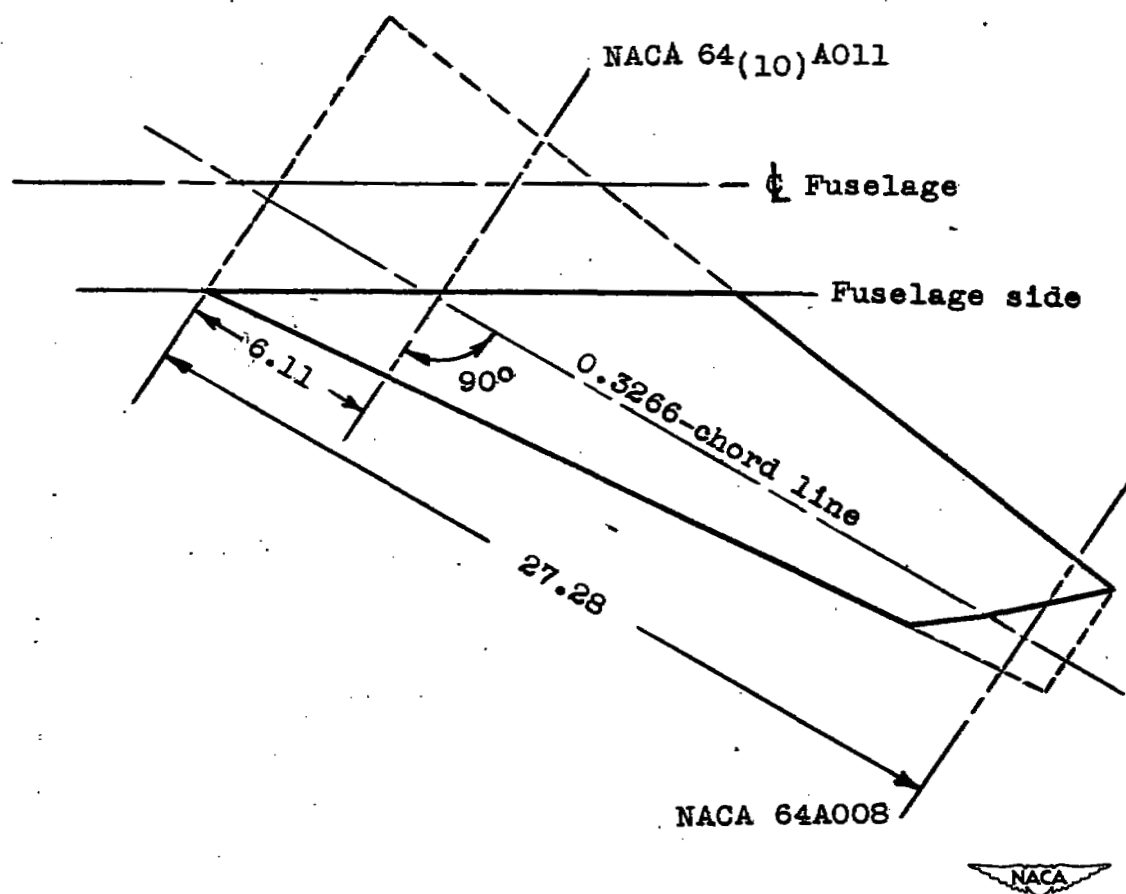 NACA 64(10)A011
℄ Fuselage
Fuselage side
6.11
90°
0.3266-chord line
27.28
NACA 64A008
NACA